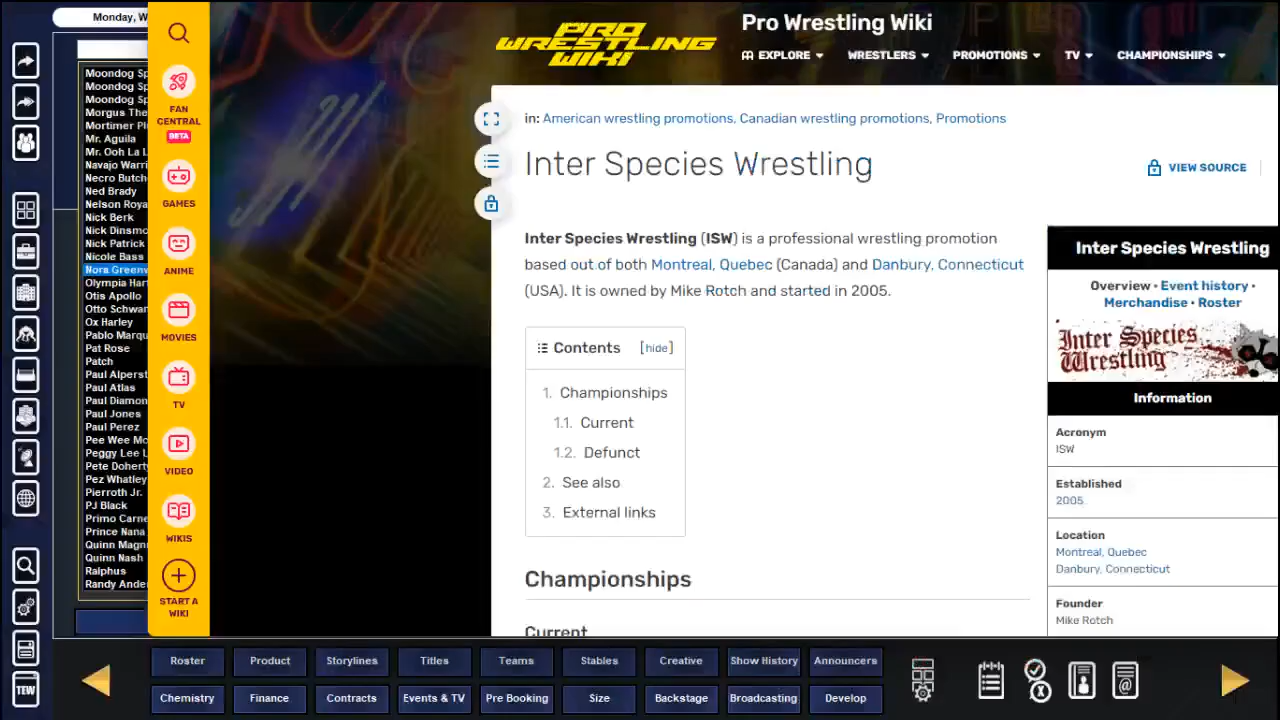 Monday, W
Moondog Sp
Moondog Sp
Moondog Sp
Morgus The
Mortimer Pl
Mr. Aguila
Mr. Ooh La L
Navajo Warri
Necro Butch
Ned Brady
Nelson Roya
Nick Berk
Nick Dinsmo
Nick Patrick
Nicole Bass
Nora Greenw
Olympia Hart
Otis Apollo
Otto Schwar
Ox Harley
Pablo Marqu
Pat Rose
Patch
Paul Alperst
Paul Atlas
Paul Diamon
Paul Jones
Paul Perez
Pee Wee Mo
Peggy Lee L
Pete Doherty
Pez Whatley
Pierroth Jr.
PJ Black
Primo Carne
Prince Nana
Quinn Magn
Quinn Nash
Ralphus
Randy Ander
FAN
CENTRAL
BETA
GAMES
ANIME
MOVIES
TV
VIDEO
WIKIS
START A
WIKI
PRO
WRESTLING
WIKI
Pro Wrestling Wiki
EXPLORE
WRESTLERS
PROMOTIONS
TV
CHAMPIONSHIPS
in: American wrestling promotions, Canadian wrestling promotions, Promotions
Inter Species Wrestling
VIEW SOURCE
Inter Species Wrestling (ISW) is a professional wrestling promotion
based out of both Montreal, Quebec (Canada) and Danbury, Connecticut
(USA). It is owned by Mike Rotch and started in 2005.
Contents [hide]
1. Championships
1.1. Current
1.2. Defunct
2. See also
3. External links
Championships
Current
Inter Species Wrestling
Overview • Event history •
Merchandise • Roster
Inter Species
Wrestling
Information
Acronym
ISW
Established
2005
Location
Montreal, Quebec
Danbury, Connecticut
Founder
Mike Rotch
TEW
Roster
Product
Storylines
Titles
Teams
Stables
Creative
Show History
Announcers
Chemistry
Finance
Contracts
Events & TV
Pre Booking
Size
Backstage
Broadcasting
Develop